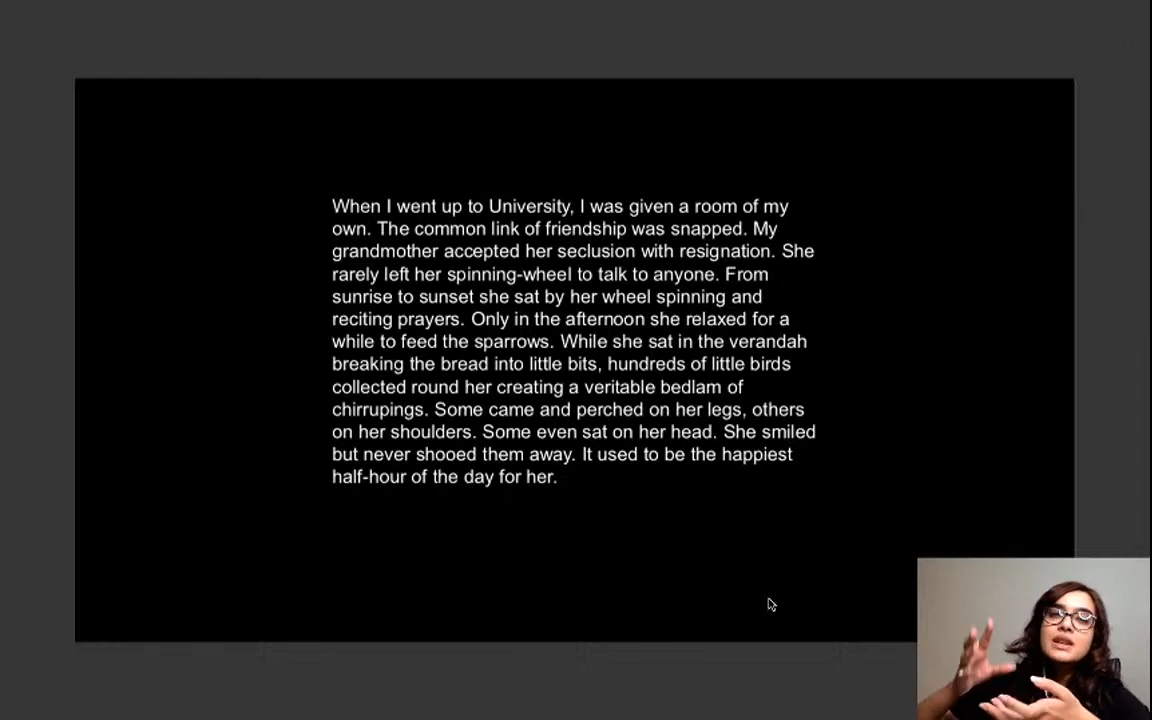 When I went up to University, I was given a room of my
own. The common link of friendship was snapped. My
grandmother accepted her seclusion with resignation. She
rarely left her spinning-wheel to talk to anyone. From
sunrise to sunset she sat by her wheel spinning and
reciting prayers. Only in the afternoon she relaxed for a
while to feed the sparrows. While she sat in the verandah
breaking the bread into little bits, hundreds of little birds
collected round her creating a veritable bedlam of
chirrupings. Some came and perched on her legs, others
on her shoulders. Some even sat on her head. She smiled
but never shooed them away. It used to be the happiest
half-hour of the day for her.